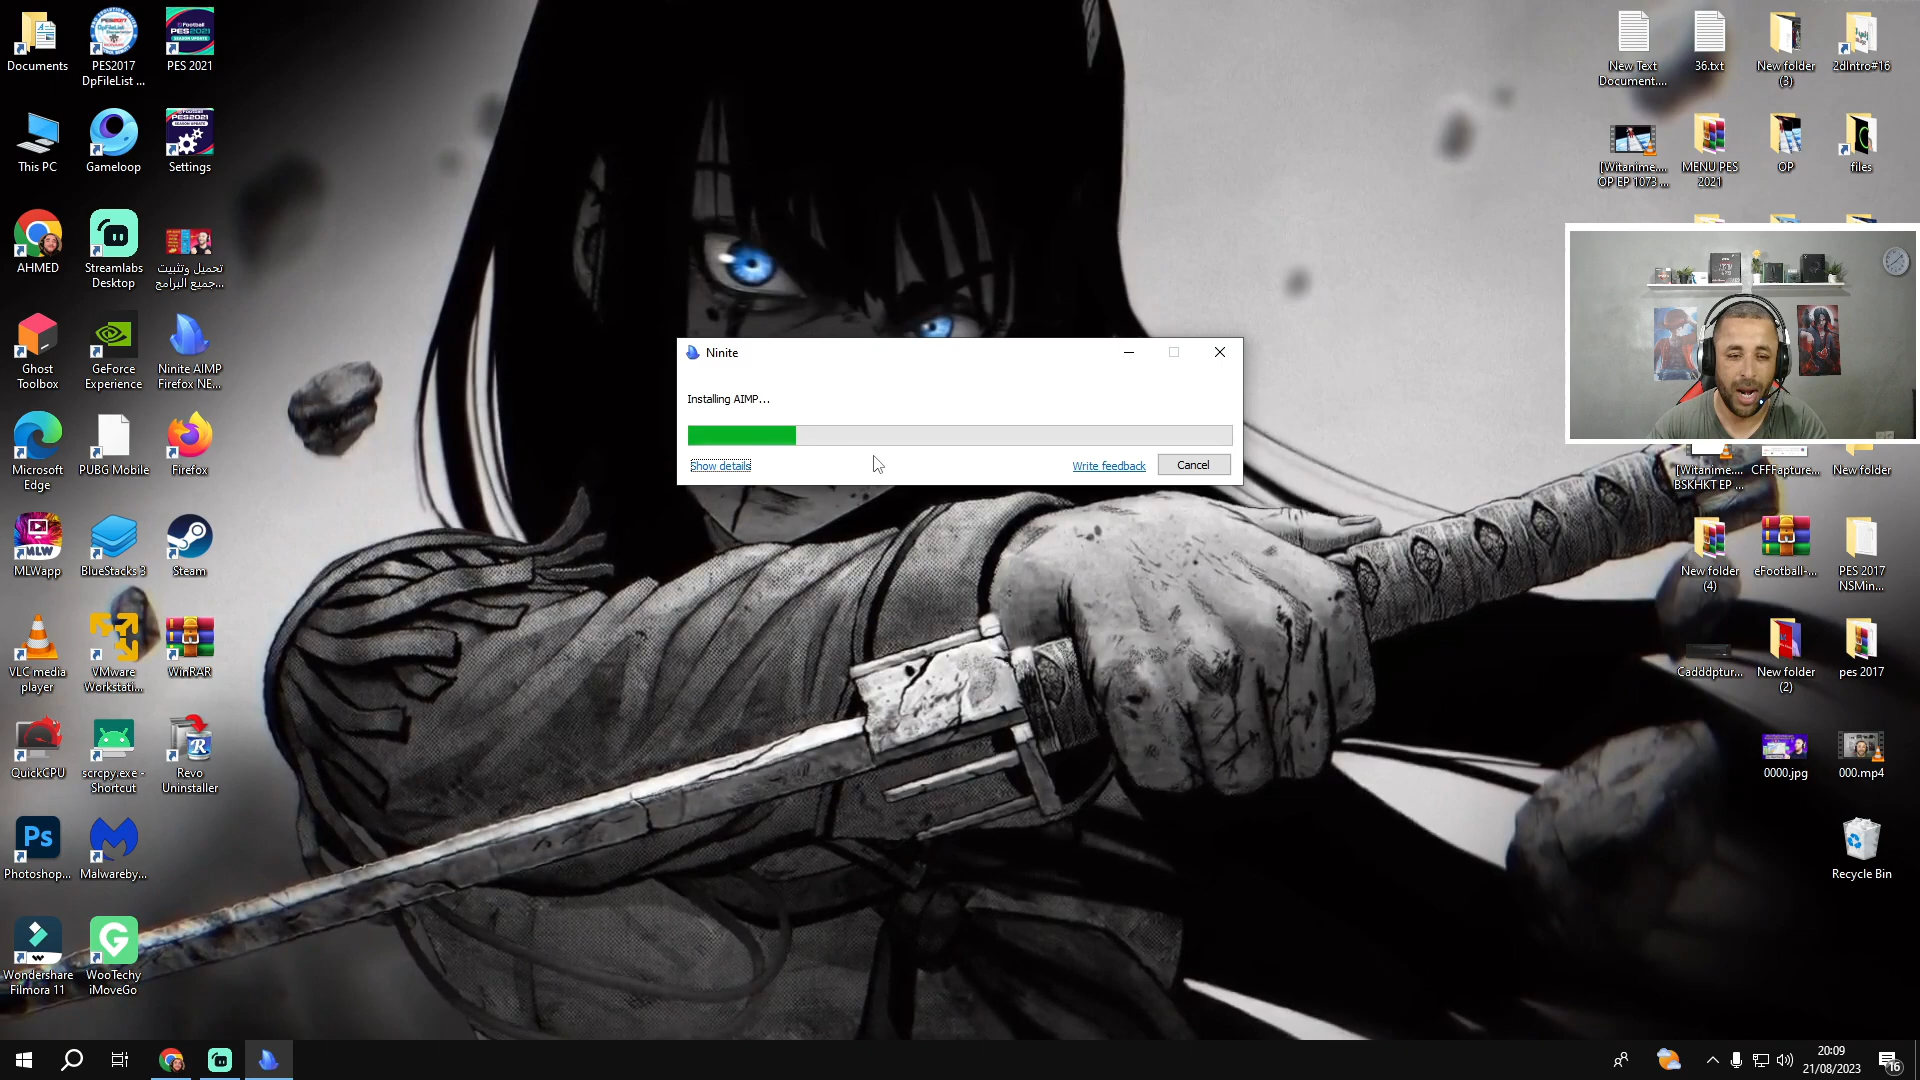 Documents
PES2017
DpFileList ...
PES 2021
This PC
Gameloop
Settings
AHMED
Streamlabs
Desktop
تحميل وتثبيت
جميع البرامج...
Ghost
Toolbox
GeForce
Experience
Ninite AIMP
Firefox NE...
Microsoft
Edge
PUBG Mobile
Firefox
MLWapp
BlueStacks 3
Steam
VLC media
player
VMware
Workstati...
WinRAR
QuickCPU
scrcpy.exe -
Shortcut
Revo
Uninstaller
Photoshop...
Malwareby...
Wondershare
Filmora 11
WooTechy
iMoveGo
Ninite
Installing AIMP...
Show details
Write feedback
Cancel
New Text
Document....
36.txt
New folder
(3)
2dIntro#16
[Witanime....
OP EP 1073 ...
MENU PES
2021
OP
files
[Witanime....
BSKHKT EP ...
CFFFapture...
New folder
New folder
(4)
eFootball-...
PES 2017
NSMin...
Cadddptur...
New folder
(2)
pes 2017
0000.jpg
000.mp4
Recycle Bin
20:09
21/08/2023
16